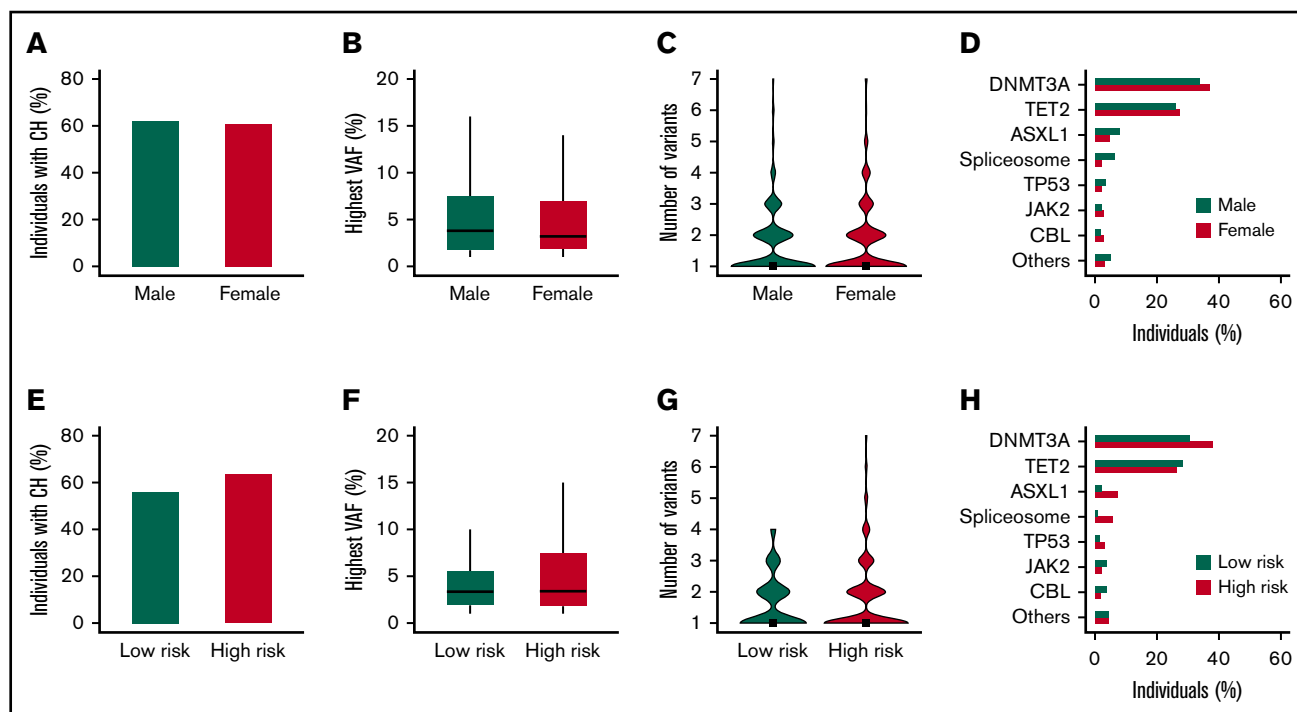 A
Individuals with CH (%)
80
60
40
20
0
Male Female
B
Highest VAF (%)
20
15
10
5
0
Male Female
C
Number of variants
7
6
5
4
3
2
1
Male Female
D
DNMT3A
TET2
ASXL1
Spliceosome
TP53
JAK2
CBL
Others
Male
Female
0 20 40 60
Individuals (%)
E
Individuals with CH (%)
80
60
40
20
0
Low risk High risk
F
Highest VAF (%)
20
15
10
5
0
Low risk High risk
G
Number of variants
7
6
5
4
3
2
1
Low risk High risk
H
DNMT3A
TET2
ASXL1
Spliceosome
TP53
JAK2
CBL
Others
Low risk
High risk
0 20 40 60
Individuals (%)